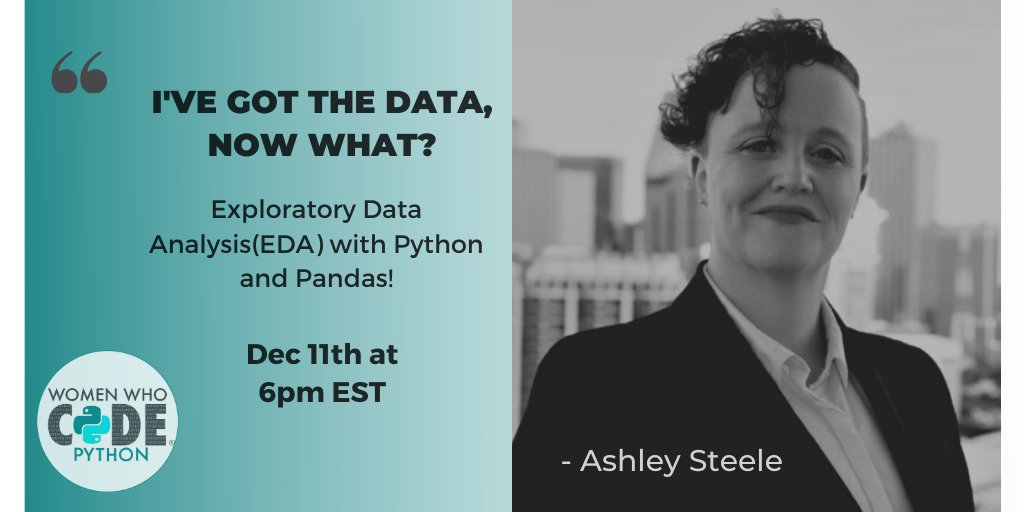 I'VE GOT THE DATA,
NOW WHAT?
Exploratory Data
Analysis(EDA) with Python
and Pandas!
Dec 11th at
6pm EST
WOMEN WHO
CODE
PYTHON
- Ashley Steele